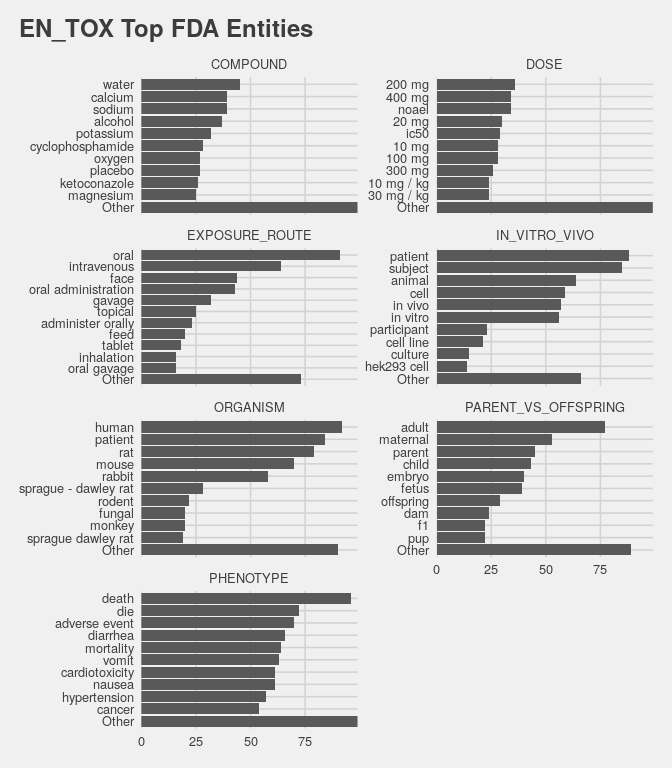 EN_TOX Top FDA Entities
COMPOUND
water
calcium
sodium
alcohol
potassium
cyclophosphamide
oxygen
placebo
ketoconazole
magnesium
Other
DOSE
200 mg
400 mg
noael
20 mg
ic50
10 mg
100 mg
300 mg
10 mg / kg
30 mg / kg
Other
EXPOSURE_ROUTE
oral
intravenous
face
oral administration
gavage
topical
administer orally
feed
tablet
inhalation
oral gavage
Other
IN_VITRO_VIVO
patient
subject
animal
cell
in vivo
in vitro
participant
cell line
culture
hek293 cell
Other
ORGANISM
human
patient
rat
mouse
rabbit
sprague - dawley rat
rodent
fungal
monkey
sprague dawley rat
Other
PARENT_VS_OFFSPRING
adult
maternal
parent
child
embryo
fetus
offspring
dam
f1
pup
Other
0 25 50 75
PHENOTYPE
death
die
adverse event
diarrhea
mortality
vomit
cardiotoxicity
nausea
hypertension
cancer
Other
0 25 50 75